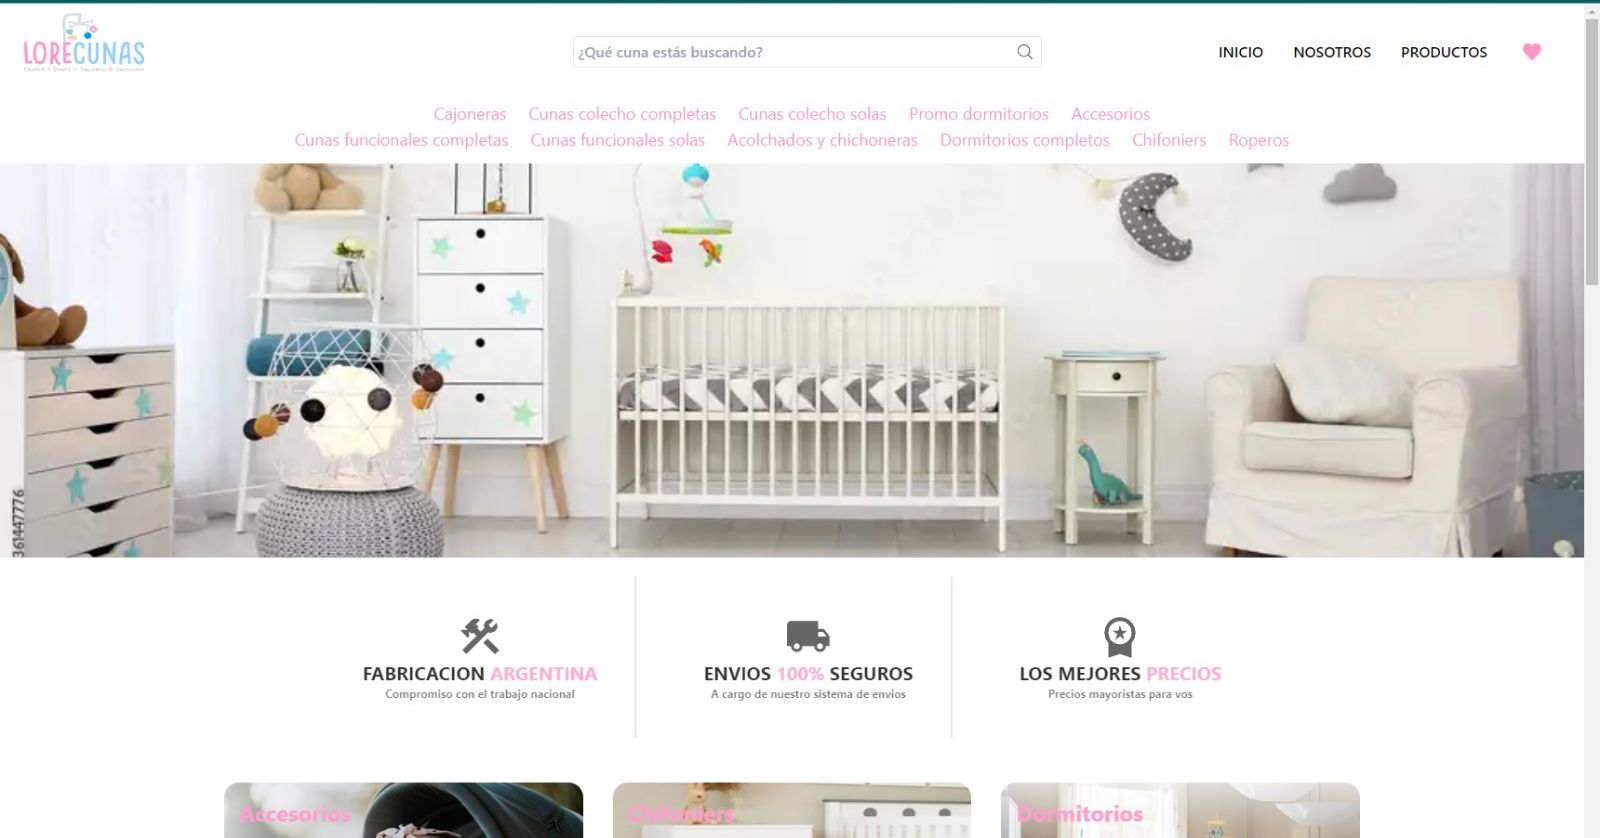 LORECUNAS
¿Qué cuna estás buscando?
INICIO NOSOTROS PRODUCTOS
Cajoneras Cunas colecho completas Cunas colecho solas Promo dormitorios Accesorios
Cunas funcionales completas Cunas funcionales solas Acolchados y chichoneras Dormitorios completos Chifoniers Roperos
361447776
FABRICACION ARGENTINA
Compromiso con el trabajo nacional
ENVIOS 100% SEGUROS
A cargo de nuestro sistema de envios
LOS MEJORES PRECIOS
Precios mayoristas para vos
Accesorios
Chifoniers
Dormitorios